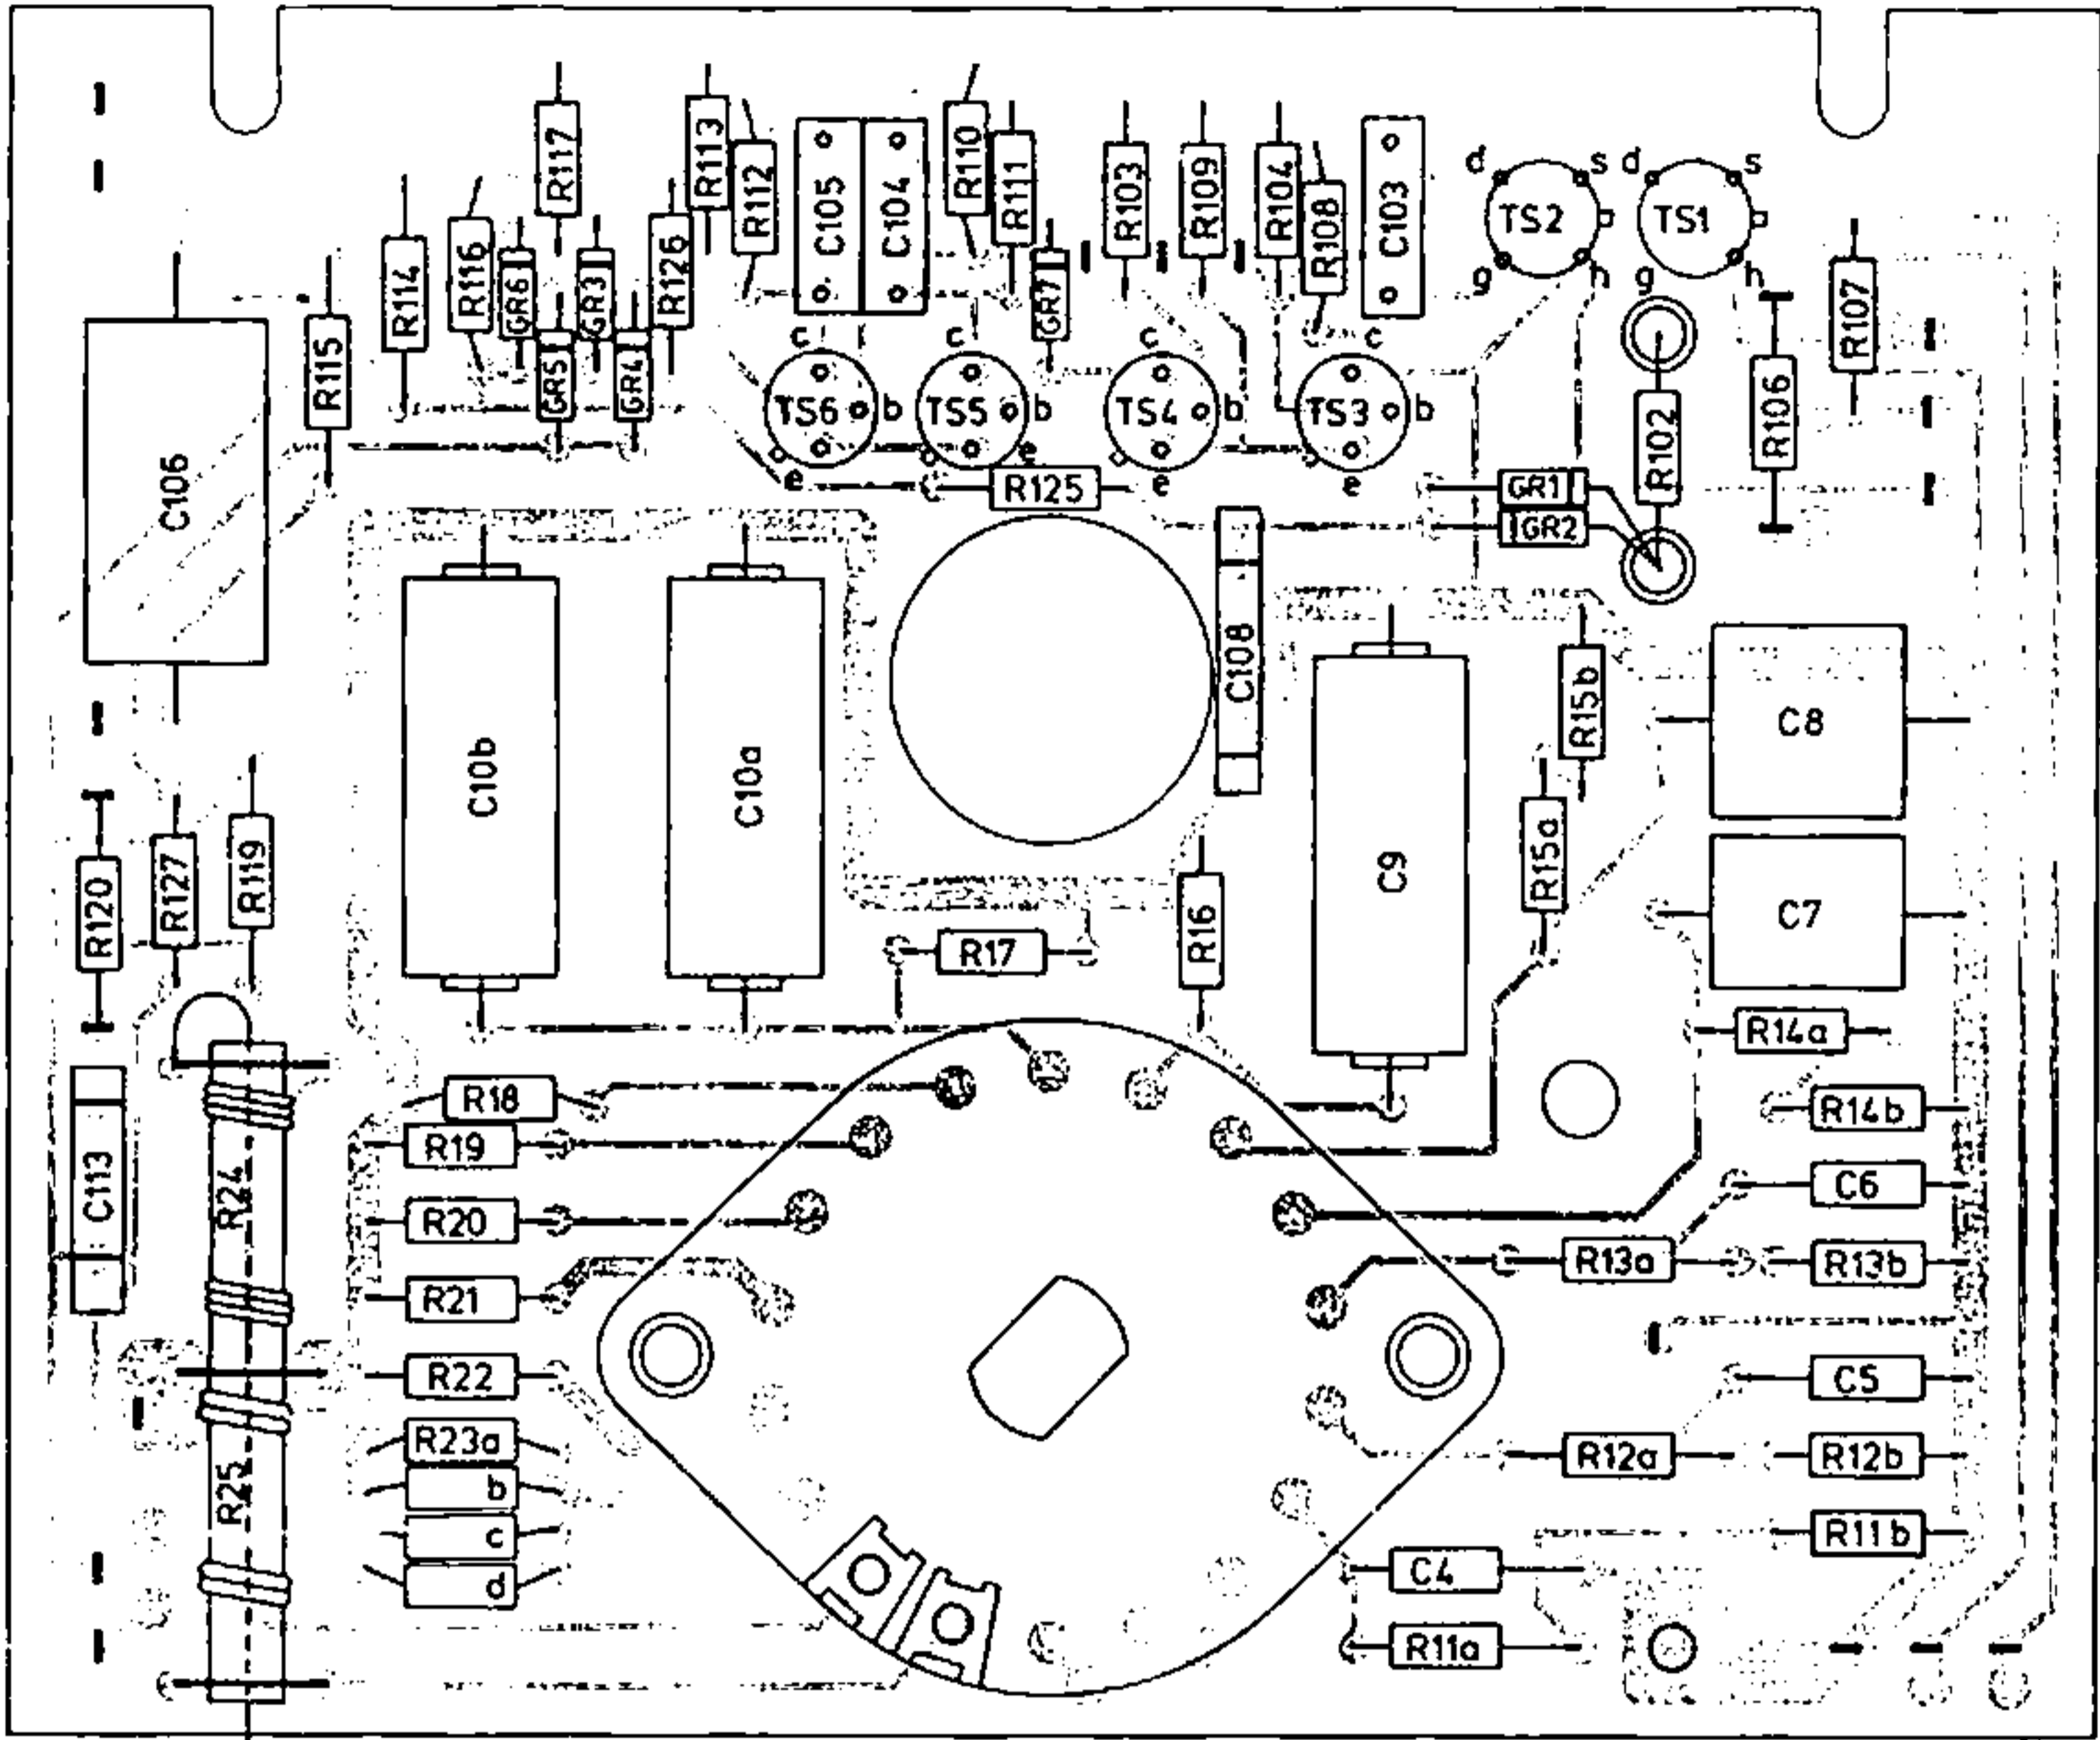 R117
R113
R112
C105
C104
R110
R111
R103
R109
R104
R108
C103
d
s
d
s
TS2
TS1
g
h
g
h
R114
R116
GR6
GR3
R126
GR7
R107
R115
GR5
GR4
c
c
c
c
R106
TS6
b
TS5
b
TS4
b
TS3
b
R102
C106
e
e
e
e
R125
GR1
GR2
C108
R15b
C8
C10b
C10a
R15a
C9
C7
R120
R127
R119
R17
R16
R14a
R18
R14b
R19
C113
R24
R20
C6
R21
R13a
R13b
R22
C5
R23a
R12a
R12b
b
R25
c
R11b
d
C4
R11a